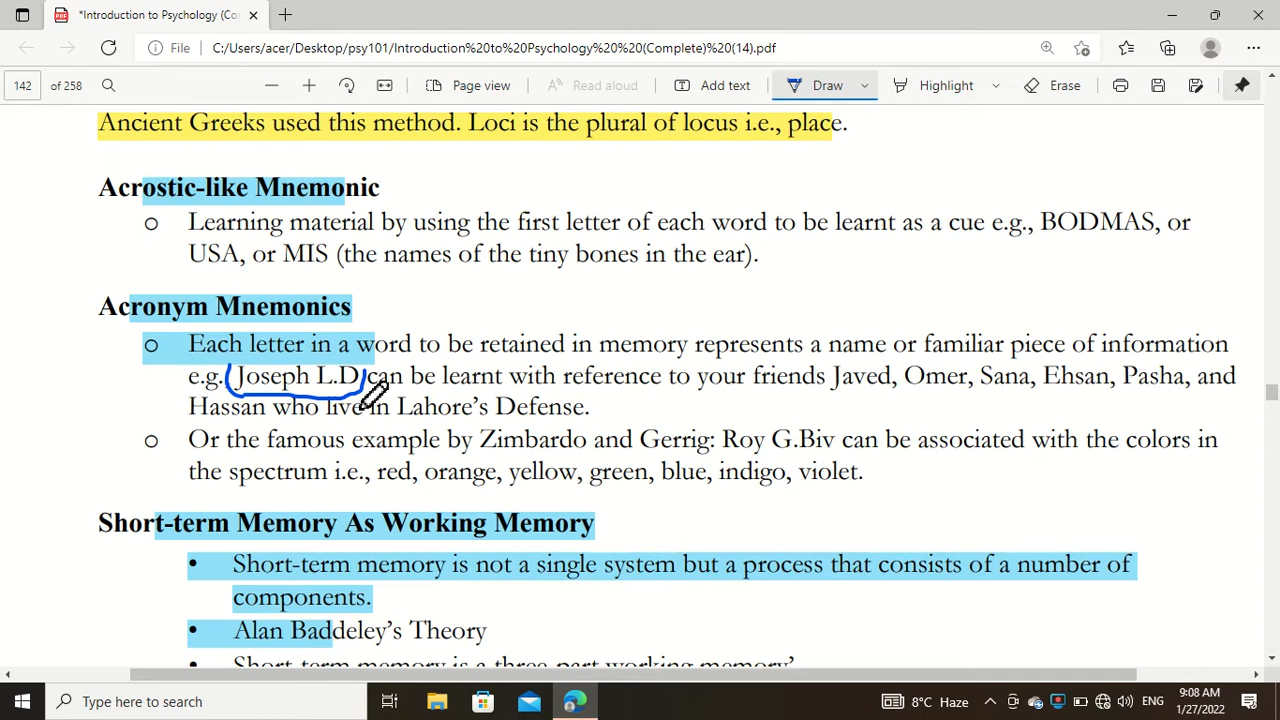 *Introduction to Psychology (Co
File
C:/Users/acer/Desktop/psy101/Introduction%20to%20Psychology%20%20(Complete)%20(14).pdf
142 of 258
Page view
Read aloud
Add text
Draw
Highlight
Erase
Ancient Greeks used this method. Loci is the plural of locus i.e., place.
Acrostic-like Mnemonic
o Learning material by using the first letter of each word to be learnt as a cue e.g., BODMAS, or
USA, or MIS (the names of the tiny bones in the ear).
Acronym Mnemonics
o Each letter in a word to be retained in memory represents a name or familiar piece of information
e.g. Joseph L.D can be learnt with reference to your friends Javed, Omer, Sana, Ehsan, Pasha, and
Hassan who live in Lahore's Defense.
o Or the famous example by Zimbardo and Gerrig: Roy G.Biv can be associated with the colors in
the spectrum i.e., red, orange, yellow, green, blue, indigo, violet.
Short-term Memory As Working Memory
• Short-term memory is not a single system but a process that consists of a number of
components.
• Alan Baddeley's Theory
• Short-term memory is a three-part working memory'
Type here to search
8°C Haze
ENG
9:08 AM
1/27/2022